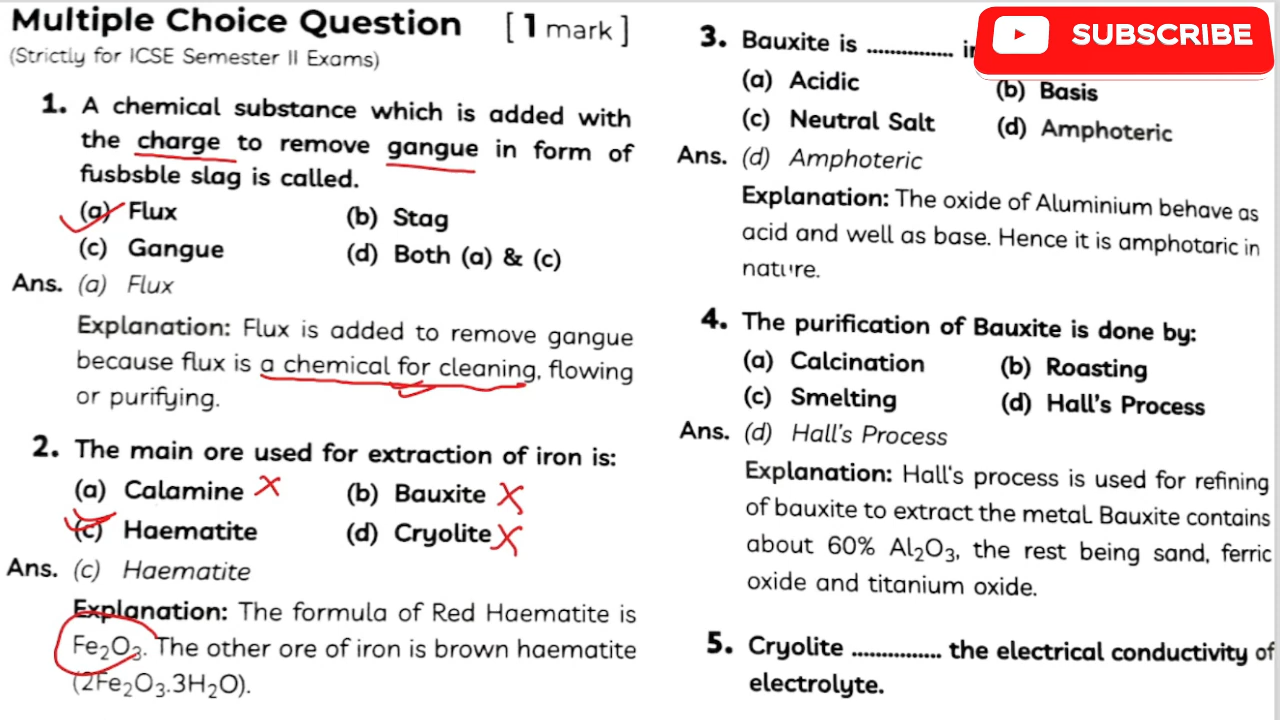 Multiple Choice Question [ 1 mark ]
(Strictly for ICSE Semester II Exams)
1. A chemical substance which is added with
the charge to remove gangue in form of
fusbsble slag is called.
(a) Flux (b) Stag
(c) Gangue (d) Both (a) & (c)
Ans. (a) Flux
Explanation: Flux is added to remove gangue
because flux is a chemical for cleaning, flowing
or purifying.
2. The main ore used for extraction of iron is:
(a) Calamine (b) Bauxite
(c) Haematite (d) Cryolite
Ans. (c) Haematite
Explanation: The formula of Red Haematite is
Fe₂O₃. The other ore of iron is brown haematite
(2Fe₂O₃.3H₂O).
SUBSCRIBE
3. Bauxite is ...............
(a) Acidic (b) Basis
(c) Neutral Salt (d) Amphoteric
Ans. (d) Amphoteric
Explanation: The oxide of Aluminium behave as
acid and well as base. Hence it is amphotaric in
nature.
4. The purification of Bauxite is done by:
(a) Calcination (b) Roasting
(c) Smelting (d) Hall's Process
Ans. (d) Hall's Process
Explanation: Hall's process is used for refining
of bauxite to extract the metal. Bauxite contains
about 60% Al₂O₃, the rest being sand, ferric
oxide and titanium oxide.
5. Cryolite ............... the electrical conductivity of
electrolyte.